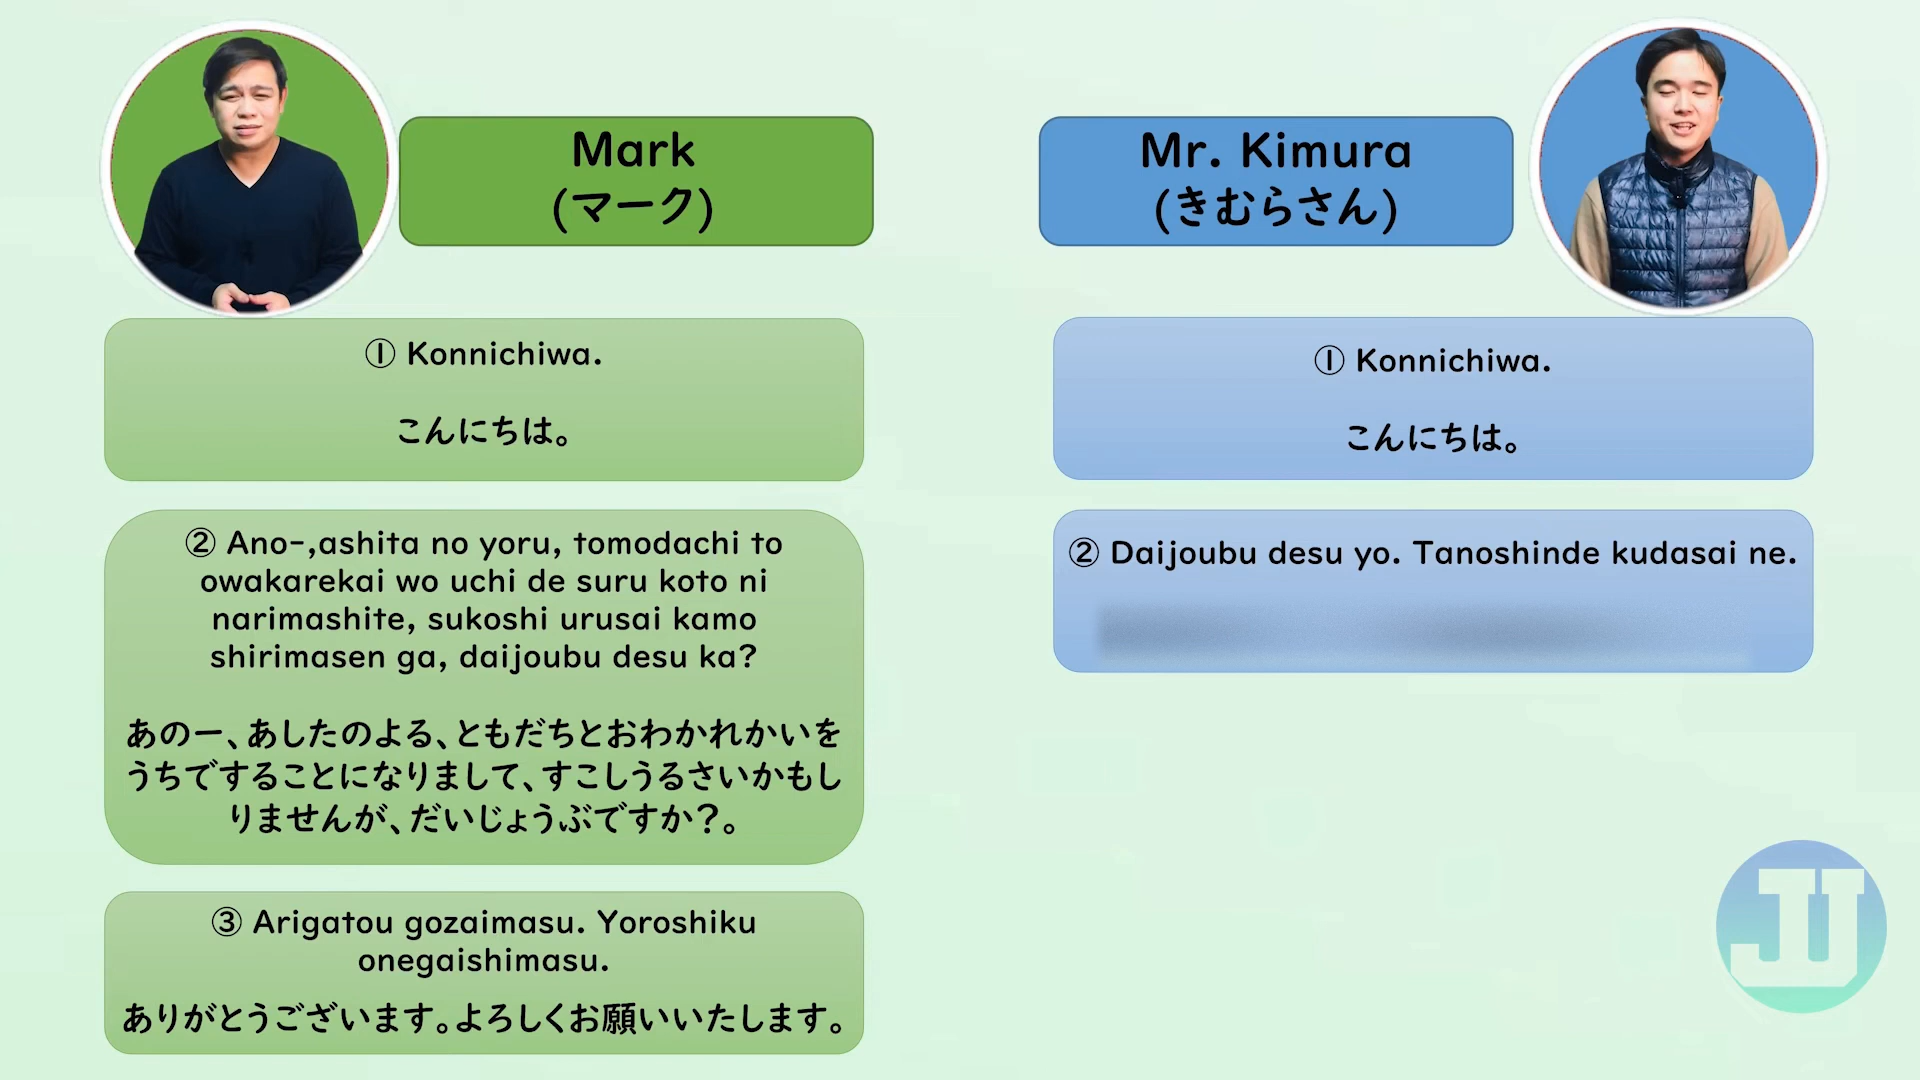 Mark
(マーク)
Mr. Kimura
(きむらさん)
① Konnichiwa.
こんにちは。
① Konnichiwa.
こんにちは。
② Ano-,ashita no yoru, tomodachi to
owakarekai wo uchi de suru koto ni
narimashite, sukoshi urusai kamo
shirimasen ga, daijoubu desu ka?
あのー、あしたのよる、ともだちとおわかれかいを
うちですることになりまして、すこしうるさいかもし
りませんが、だいじょうぶですか？。
② Daijoubu desu yo. Tanoshinde kudasai ne.
③ Arigatou gozaimasu. Yoroshiku
onegaishimasu.
ありがとうございます。よろしくお願いいたします。
JJ